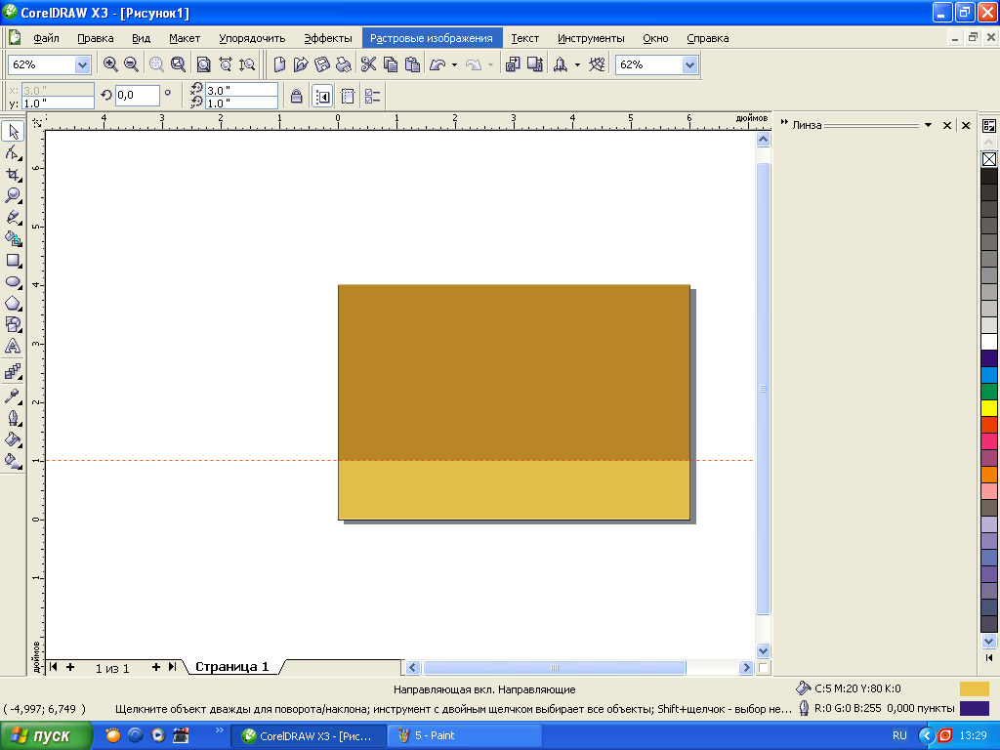 CorelDRAW X3 - [Рисунок1]
Файл Правка Вид Макет Упорядочить Эффекты Растровые изображения Текст Инструменты Окно Справка
62% 62%
x: 3.0 " 0,0 ° 3.0 "
y: 1.0 " 1.0 "
4 3 2 1 0 1 2 3 4 5 6 дюймов
Линза
6
5
4
3
2
1
0
1
дюймов
1 из 1 Страница 1
Направляющая вкл. Направляющие C:5 M:20 Y:80 K:0
( -4,997; 6,749 ) Щелкните объект дважды для поворота/наклона; инструмент с двойным щелчком выбирает все объекты; Shift+щелчок - выбор не... R:0 G:0 B:255 0,000 пункты
пуск CorelDRAW X3 - [Рис... 5 - Paint RU 13:29